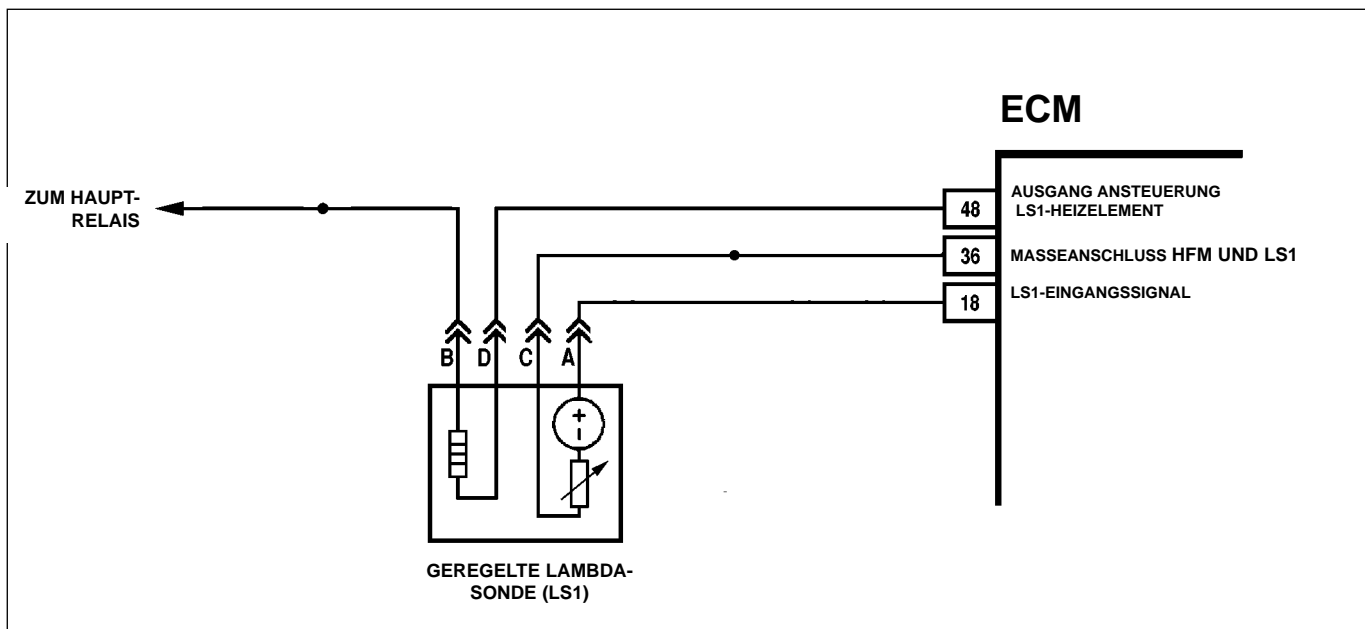 ECM
ZUM HAUPT-
RELAIS
48
AUSGANG ANSTEUERUNG
LS1-HEIZELEMENT
36
MASSEANSCHLUSS HFM UND LS1
18
LS1-EINGANGSSIGNAL
B D C A
+
-
GEREGELTE LAMBDA-
SONDE (LS1)